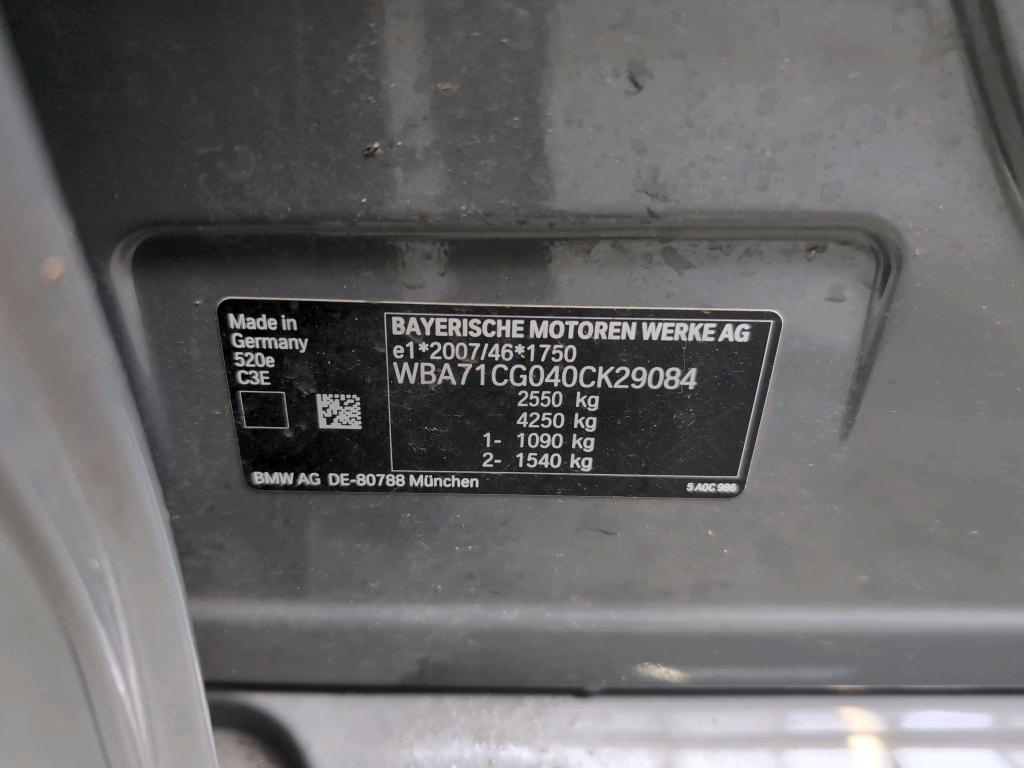 Made in
Germany
520e
C3E
BAYERISCHE MOTOREN WERKE AG
e1*2007/46*1750
WBA71CG040CK29084
2550 kg
4250 kg
1- 1090 kg
2- 1540 kg
BMW AG DE-80788 München
5 A0C 986